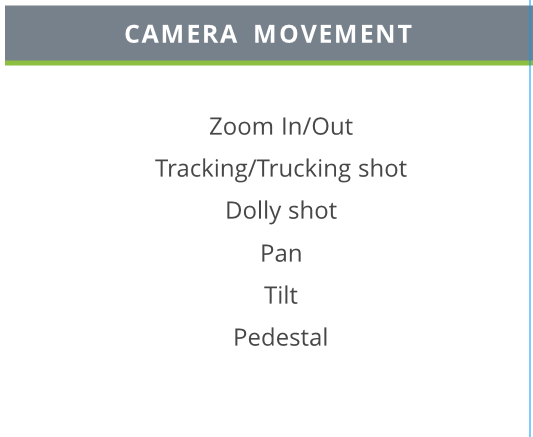 CAMERA MOVEMENT
Zoom In/Out
Tracking/Trucking shot
Dolly shot
Pan
Tilt
Pedestal